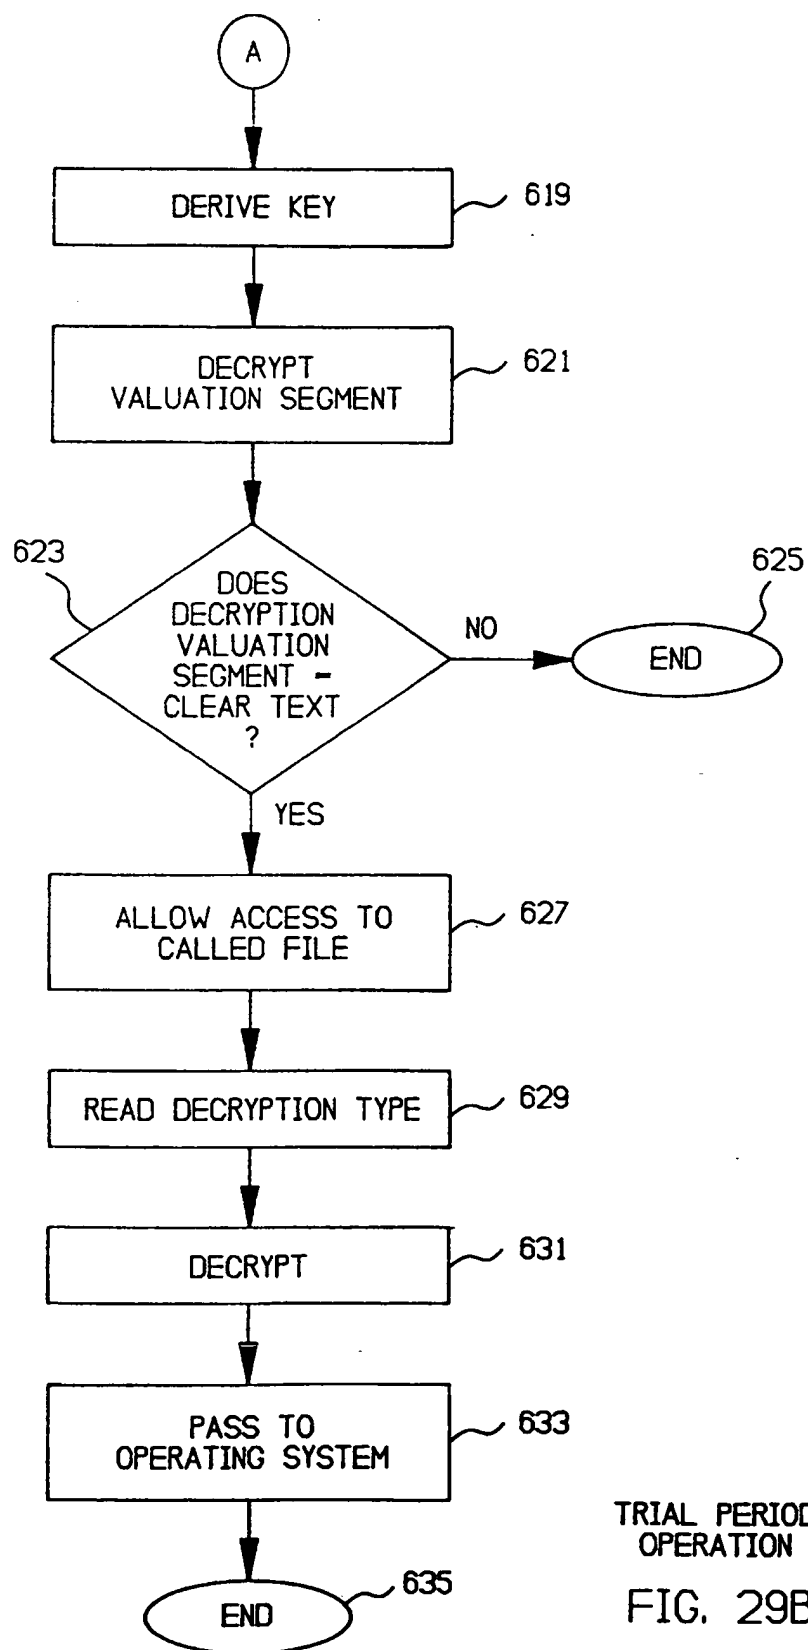 A
DERIVE KEY
619
DECRYPT
VALUATION SEGMENT
621
623
DOES
DECRYPTION
VALUATION
SEGMENT -
CLEAR TEXT
?
NO
END
625
YES
ALLOW ACCESS TO
CALLED FILE
627
READ DECRYPTION TYPE
629
DECRYPT
631
PASS TO
OPERATING SYSTEM
633
END
635
TRIAL PERIOD
OPERATION
FIG. 29B